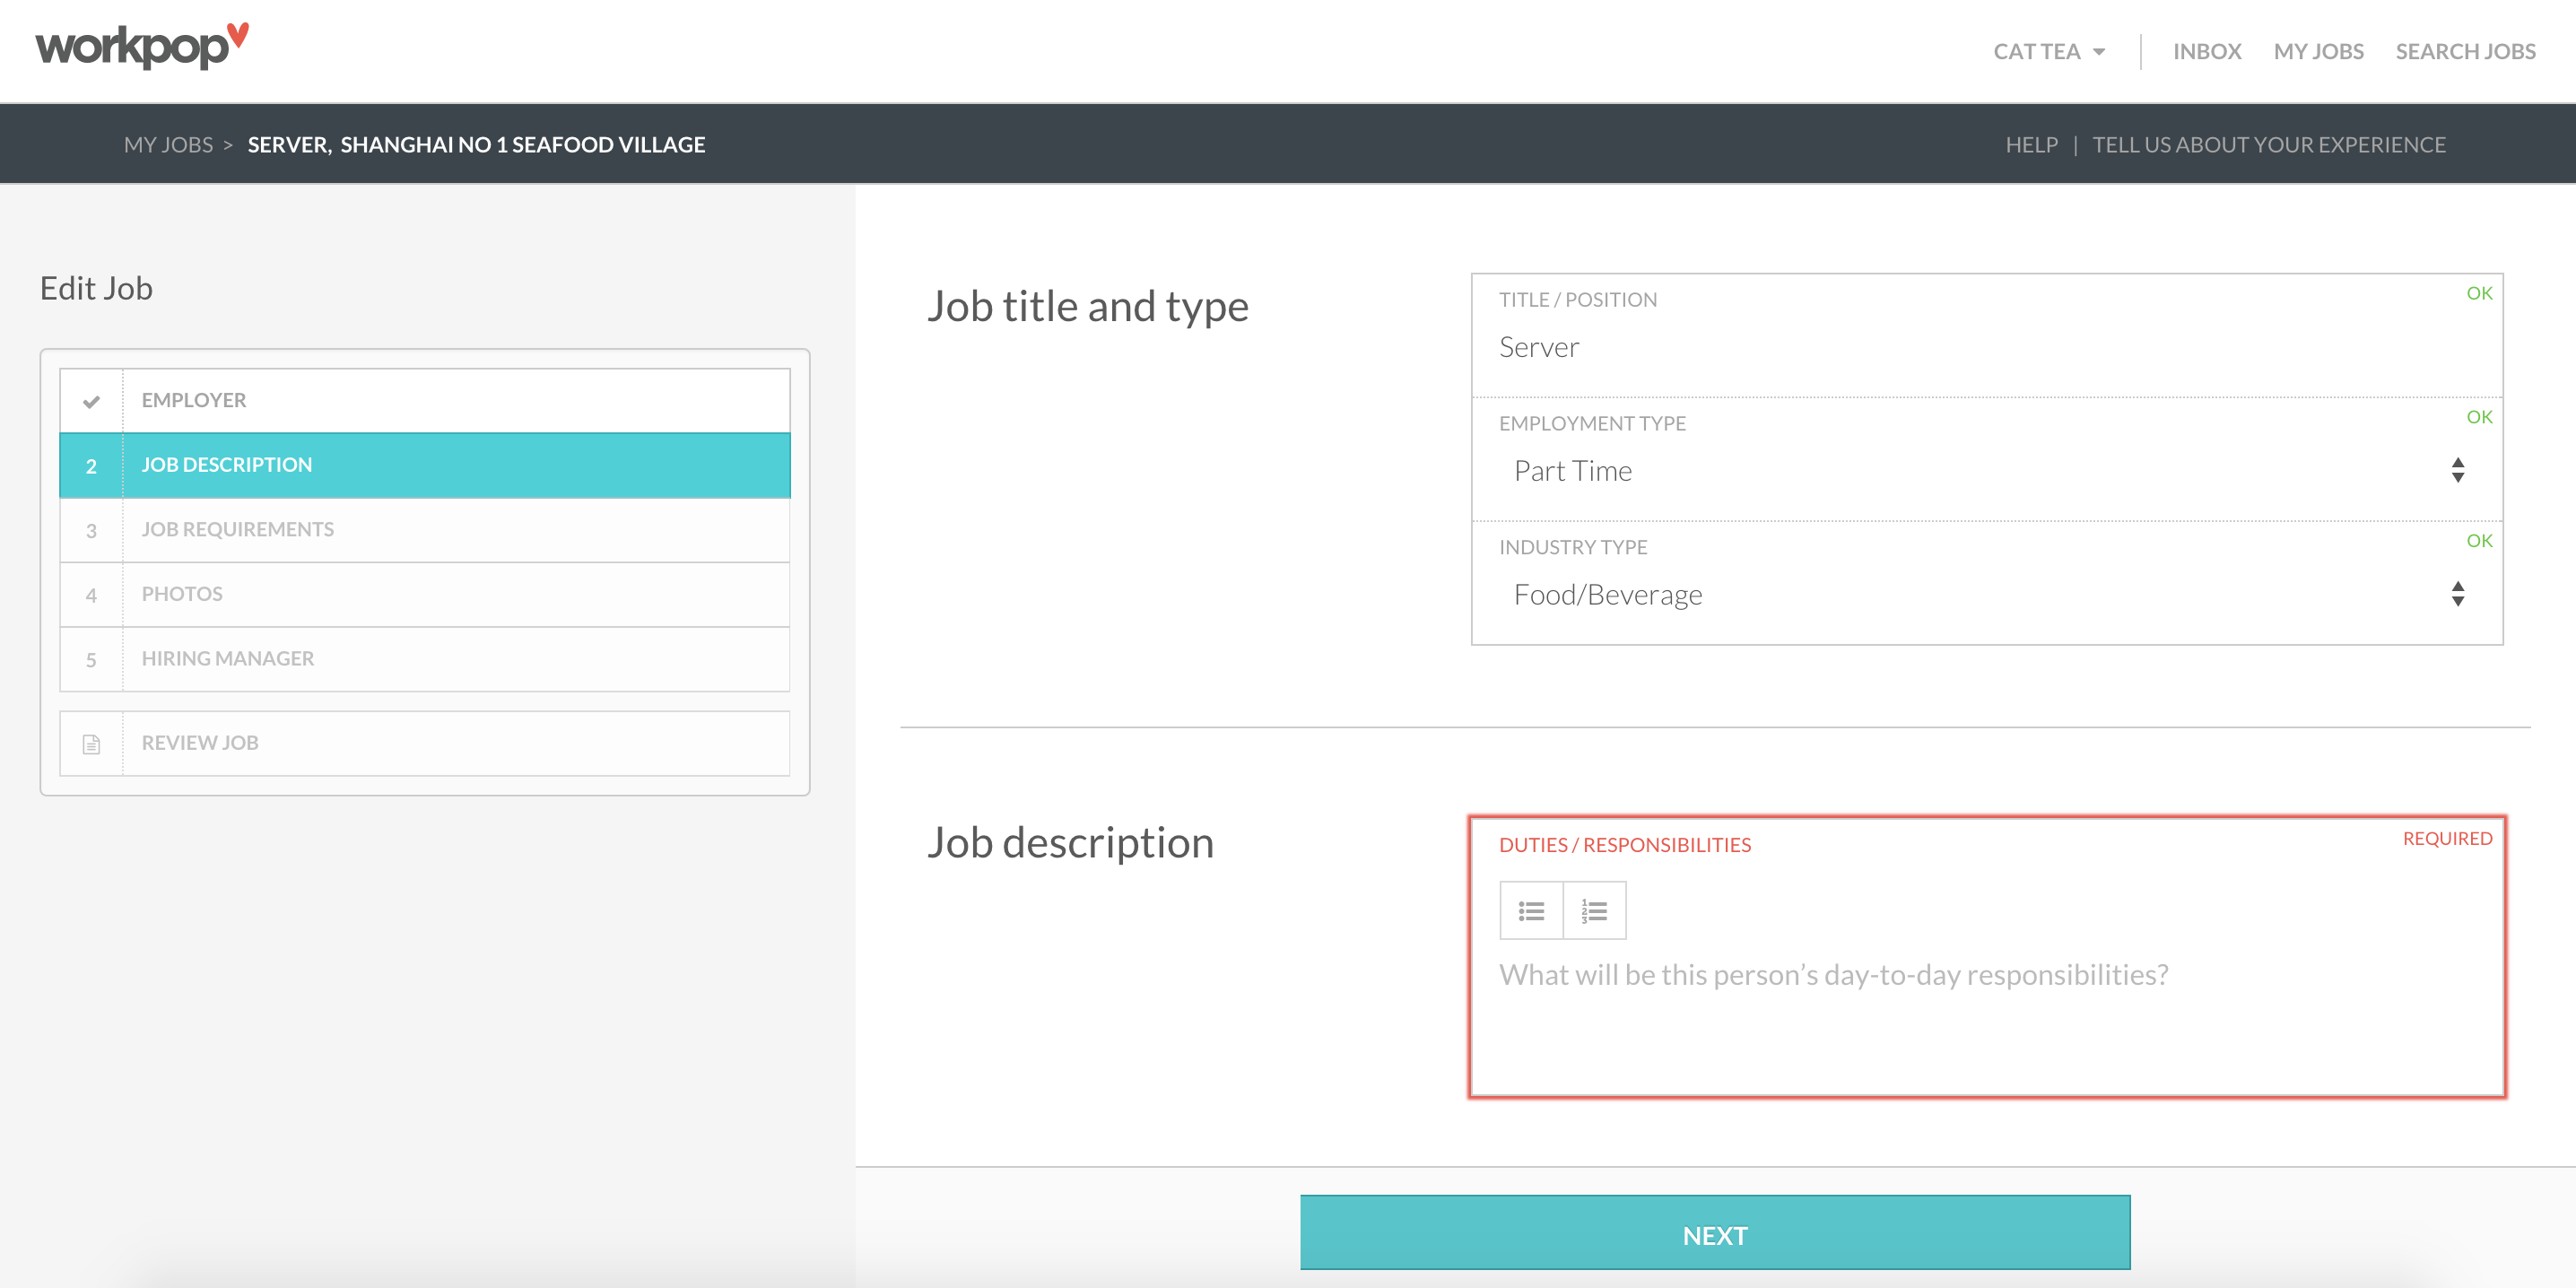 workpop
CAT TEA
INBOX
MY JOBS
SEARCH JOBS
MY JOBS > SERVER, SHANGHAI NO 1 SEAFOOD VILLAGE
HELP | TELL US ABOUT YOUR EXPERIENCE
Edit Job
EMPLOYER
2 JOB DESCRIPTION
3 JOB REQUIREMENTS
4 PHOTOS
5 HIRING MANAGER
REVIEW JOB
Job title and type
TITLE / POSITION
OK
Server
EMPLOYMENT TYPE
OK
Part Time
INDUSTRY TYPE
OK
Food/Beverage
Job description
DUTIES / RESPONSIBILITIES
REQUIRED
What will be this person’s day-to-day responsibilities?
NEXT